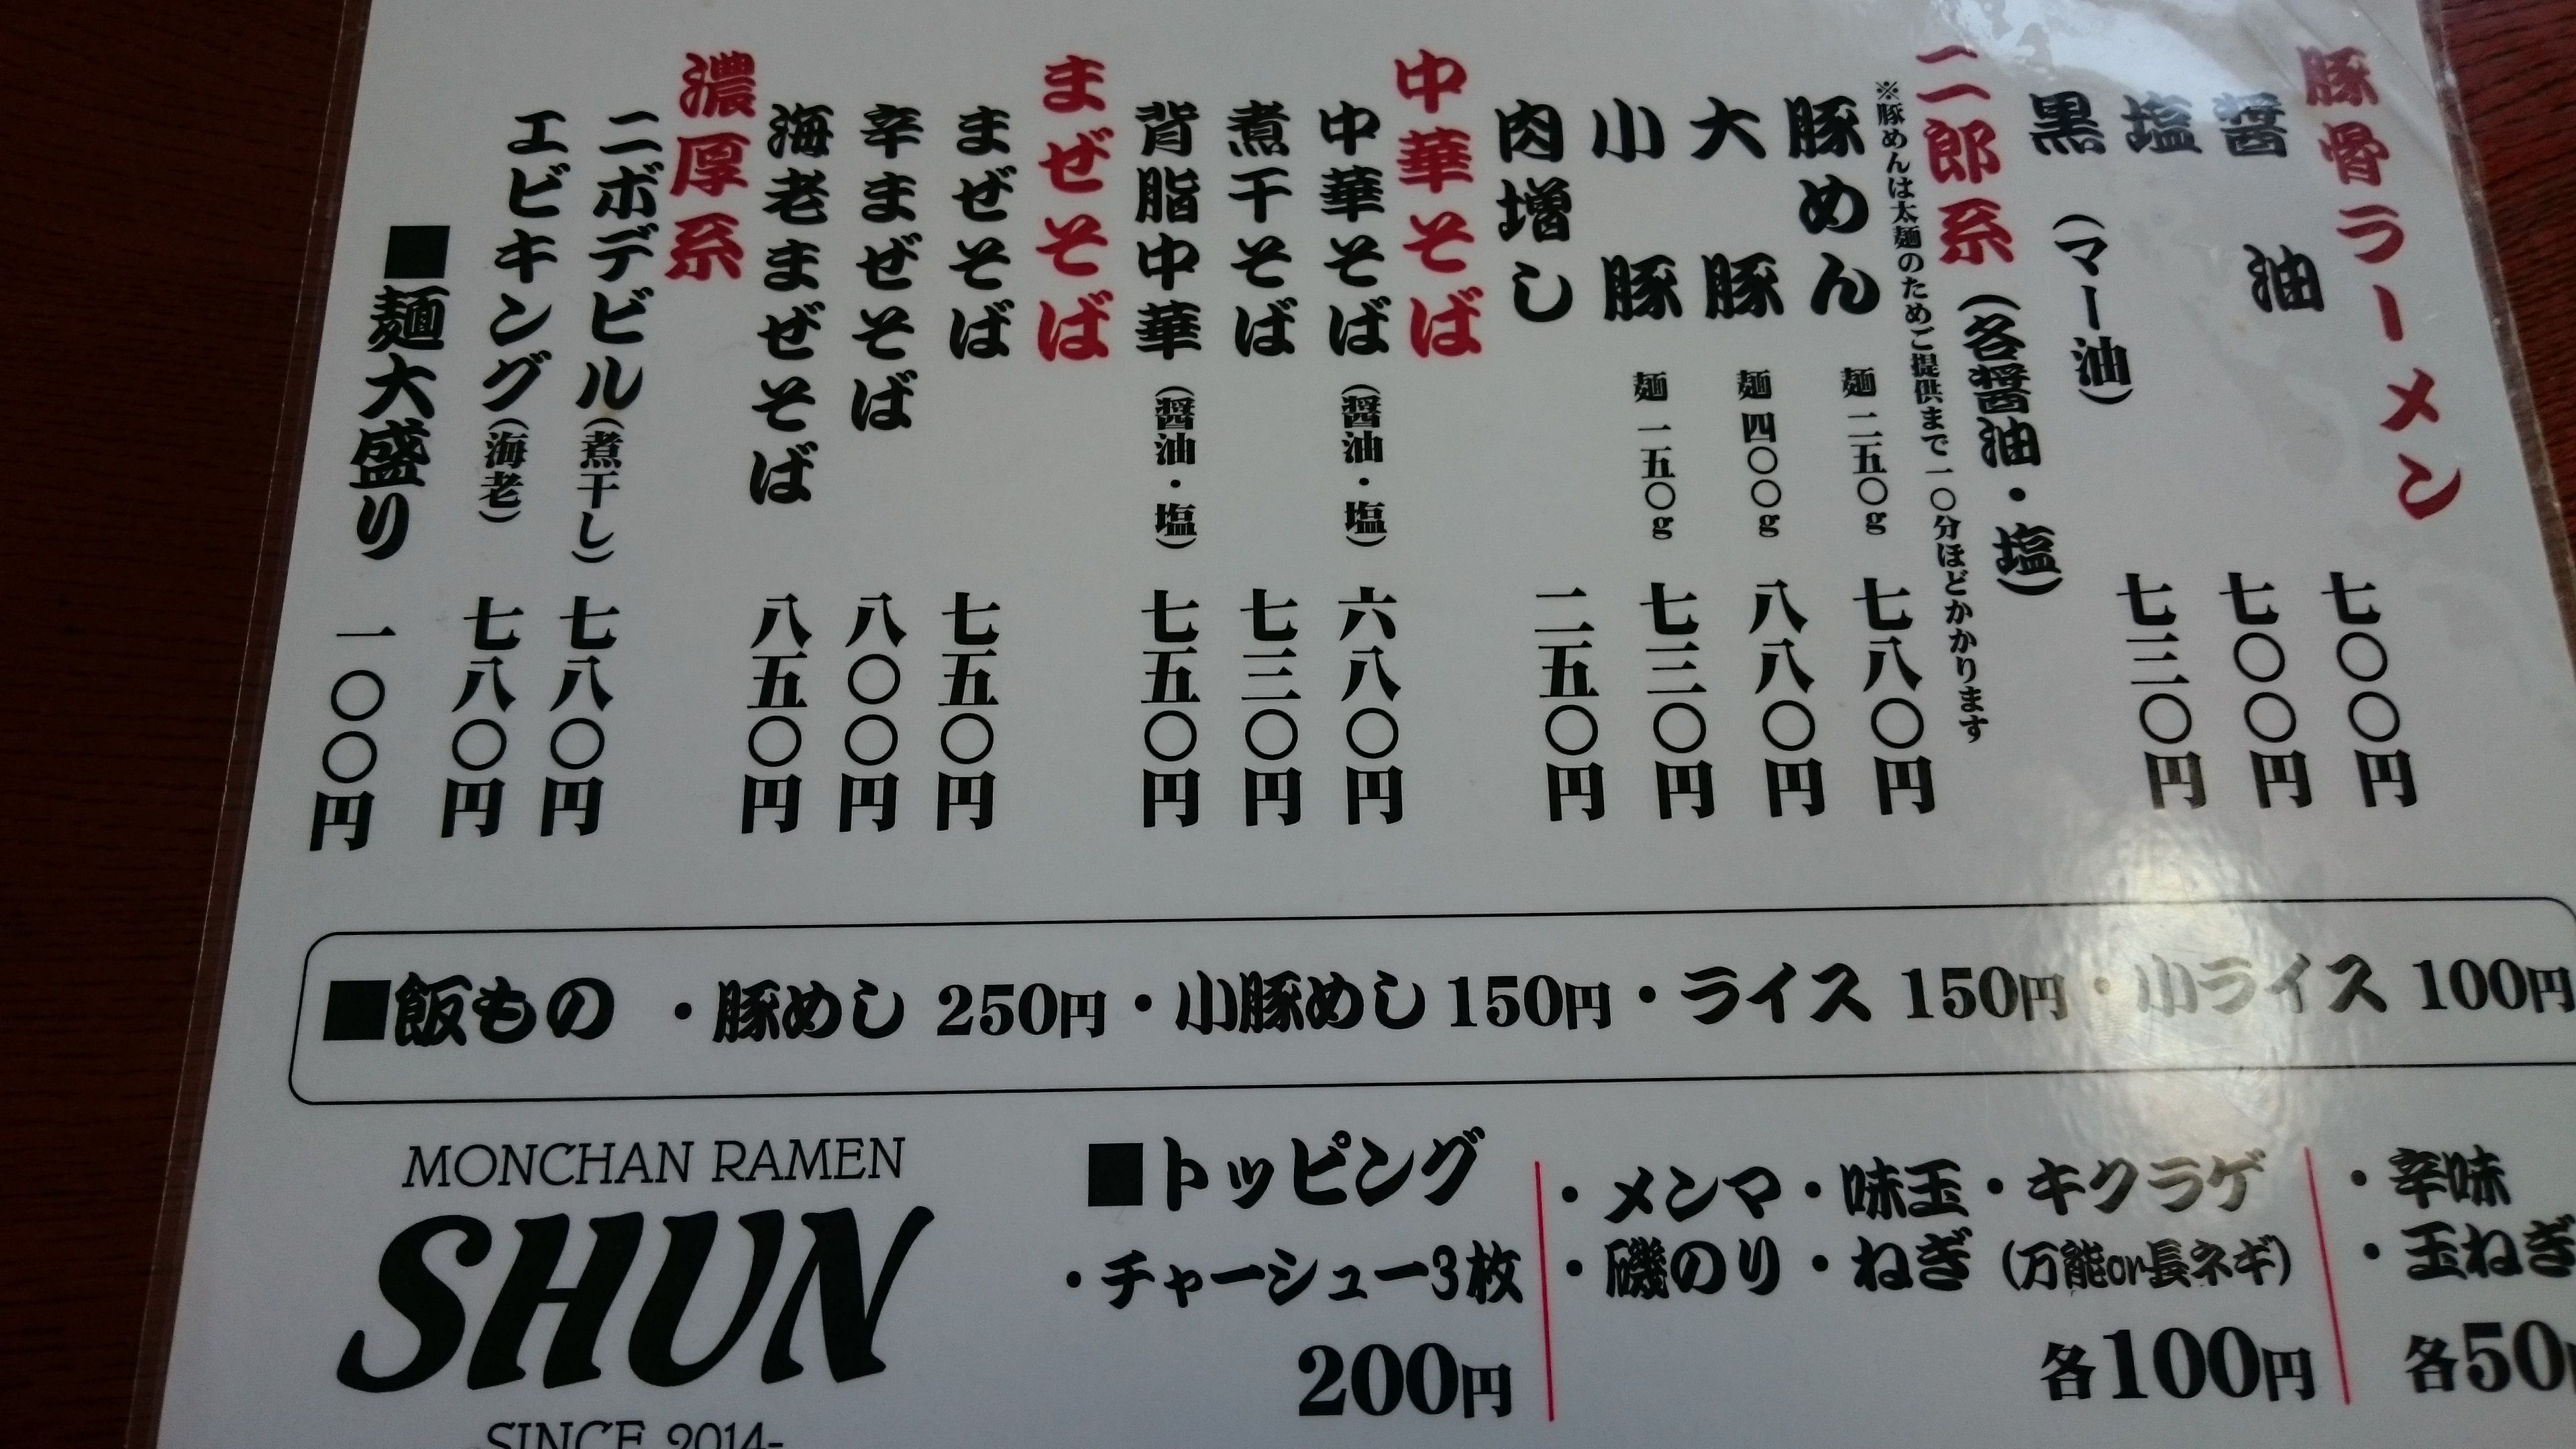 豚骨ラーメン
醤油 七〇〇円
塩 七〇〇円
黒（マー油） 七三〇円
二郎系（各醤油・塩）
※豚めんは太麺のためご提供まで一〇分ほどかかります
豚めん 麺二五〇g 七八〇円
大豚 麺四〇〇g 八八〇円
小豚 麺一五〇g 七三〇円
肉増し 二五〇円
中華そば
中華そば（醤油・塩） 六八〇円
煮干そば 七三〇円
背脂中華（醤油・塩） 七五〇円
まぜそば
まぜそば 七五〇円
辛まぜそば 八〇〇円
海老まぜそば 八五〇円
濃厚系
ニボデビル（煮干し） 七八〇円
エビキング（海老） 七八〇円
■麺大盛り 一〇〇円
■飯もの ・豚めし 250円・小豚めし 150円・ライス 150円・小ライス 100円
MONCHAN RAMEN
SHUN
-SINCE 2014-
■トッピング
・チャーシュー3枚
200円
・メンマ・味玉・キクラゲ
・磯のり・ねぎ（万能or長ネギ）
各100円
・辛味
・玉ねぎ
各50円